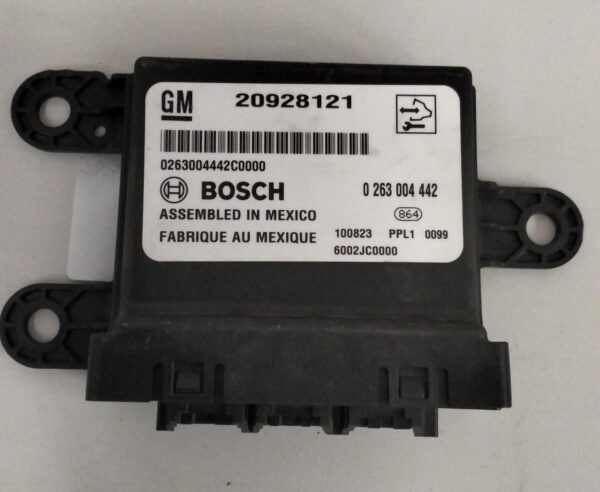 GM 20928121
0263004442C0000
BOSCH 0 263 004 442
ASSEMBLED IN MEXICO 864
FABRIQUE AU MEXIQUE 100823 PPL1 0099
6002JC0000